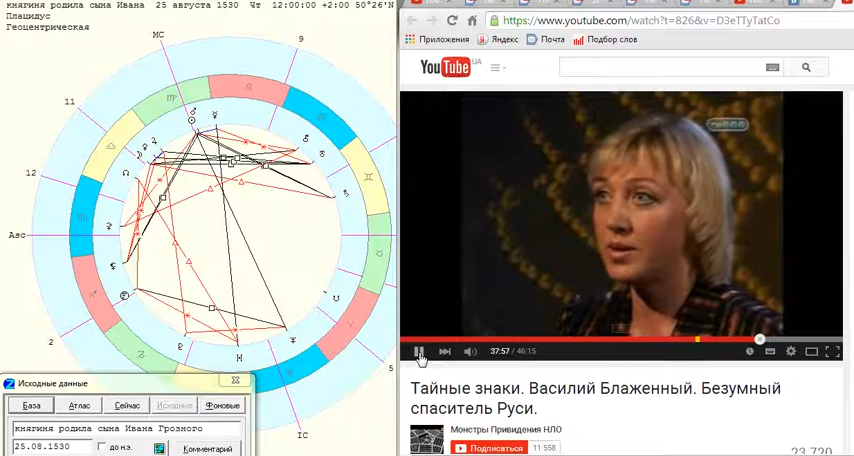 княгиня родила сына Ивана 25 августа 1530 Чт 12:00:00 +2:00 50°26'N
Плацидус
Геоцентрическая
MC
9
11
12
Asc
2
5
IC
Исходные данные
База
Атлас
Сейчас
Исходные
Фоновые
княгиня родила сына Ивана Грозного
25.08.1530
до н.э.
Комментарий
https://www.youtube.com/watch?t=826&v=D3eTTyTatCo
Приложения
Яндекс
Почта
Подбор слов
YouTube UA
37:57 / 46:15
Тайные знаки. Василий Блаженный. Безумный
спаситель Руси.
Монстры Привидения НЛО
Подписаться
11 558
23 720